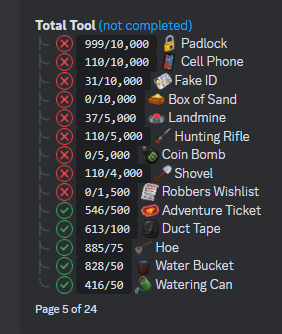 Total Tool (not completed)
999/10,000 Padlock
110/10,000 Cell Phone
31/10,000 Fake ID
0/10,000 Box of Sand
37/5,000 Landmine
110/5,000 Hunting Rifle
0/5,000 Coin Bomb
110/4,000 Shovel
0/1,500 Robbers Wishlist
546/500 Adventure Ticket
613/100 Duct Tape
885/75 Hoe
828/50 Water Bucket
416/50 Watering Can
Page 5 of 24